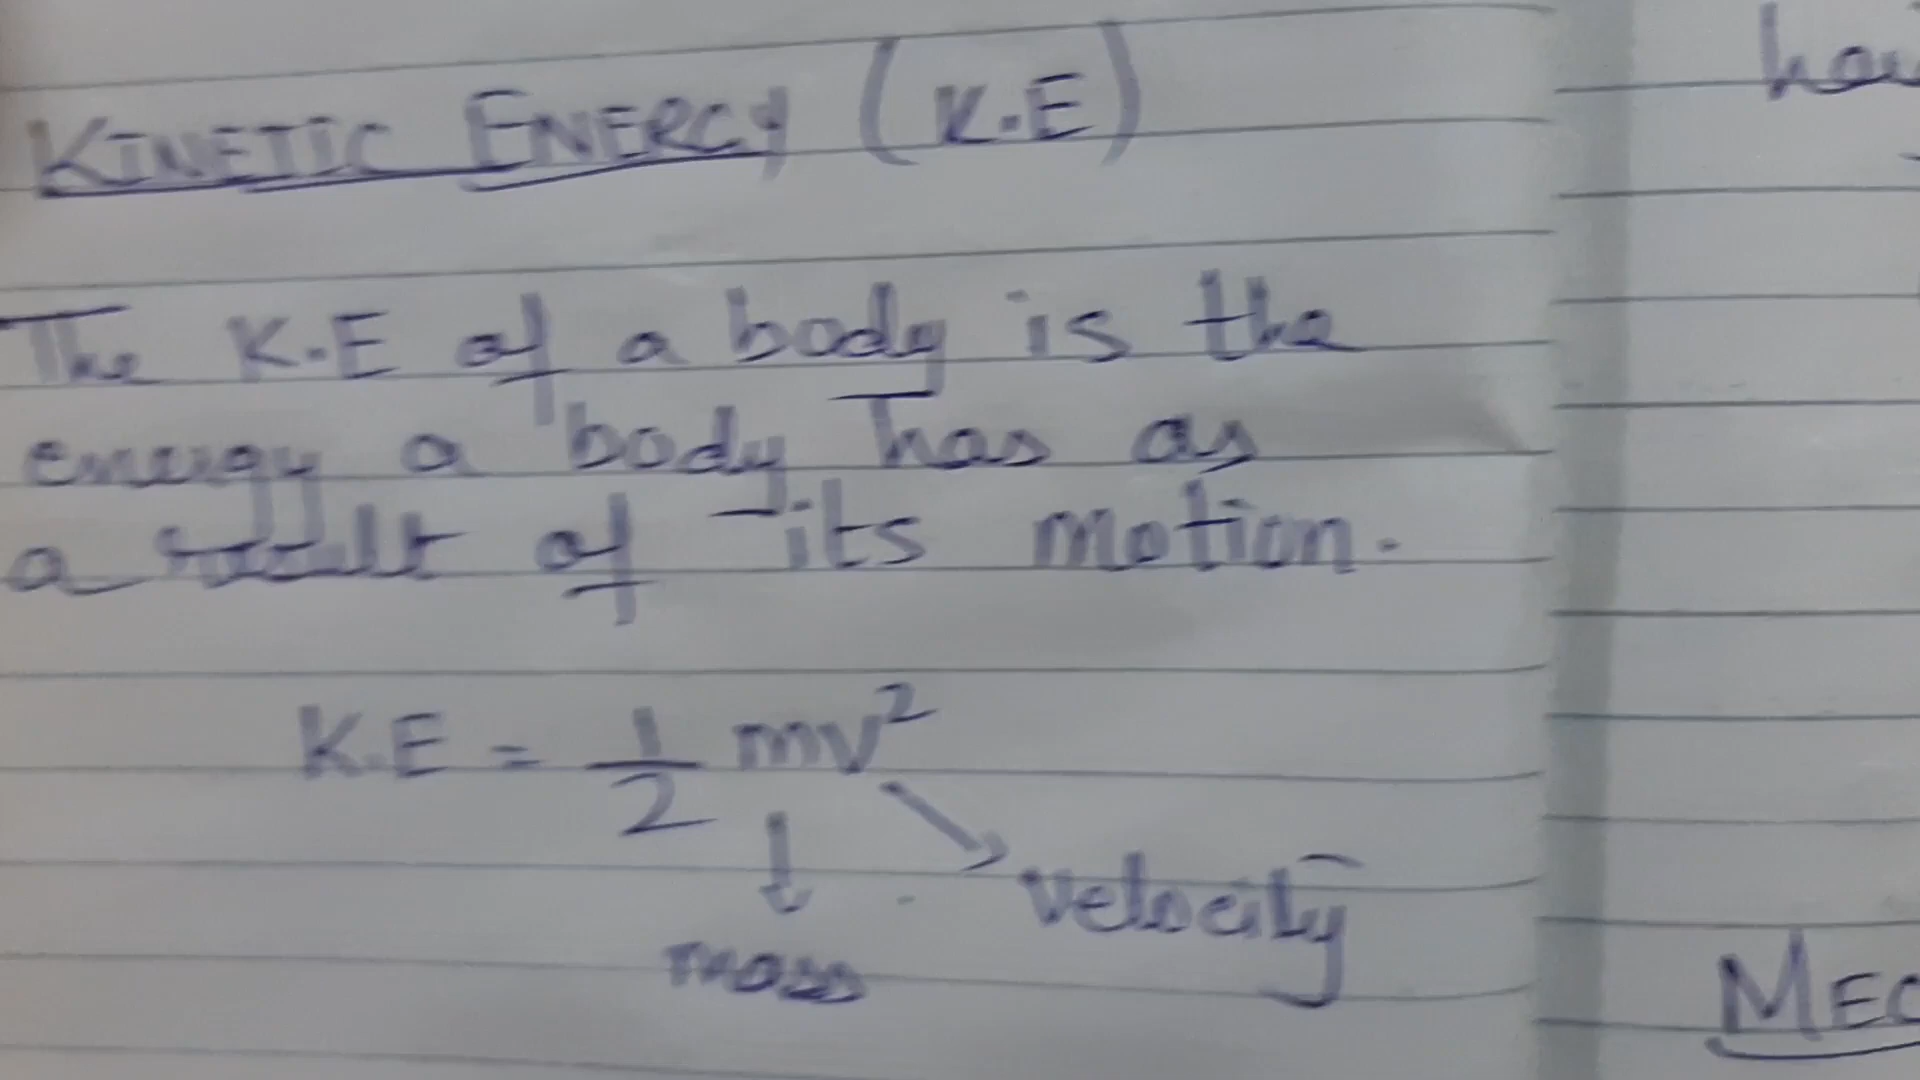 KINETIC ENERGY (K.E)
The K.E of a body is the
energy a body has as
a result of its motion.
K.E = 1/2 mv²
velocity
mass